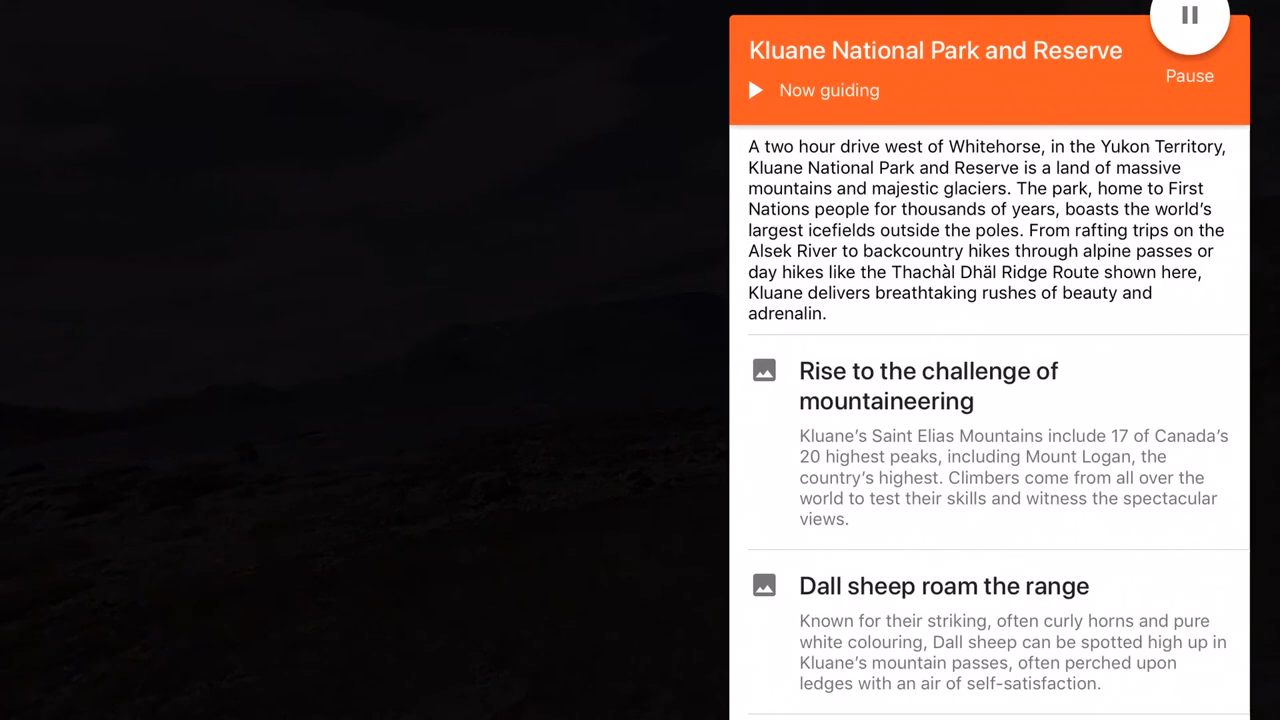 Kluane National Park and Reserve
Pause
Now guiding
A two hour drive west of Whitehorse, in the Yukon Territory,
Kluane National Park and Reserve is a land of massive
mountains and majestic glaciers. The park, home to First
Nations people for thousands of years, boasts the world’s
largest icefields outside the poles. From rafting trips on the
Alsek River to backcountry hikes through alpine passes or
day hikes like the Thachàl Dhäl Ridge Route shown here,
Kluane delivers breathtaking rushes of beauty and
adrenalin.
Rise to the challenge of
mountaineering
Kluane’s Saint Elias Mountains include 17 of Canada’s
20 highest peaks, including Mount Logan, the
country’s highest. Climbers come from all over the
world to test their skills and witness the spectacular
views.
Dall sheep roam the range
Known for their striking, often curly horns and pure
white colouring, Dall sheep can be spotted high up in
Kluane’s mountain passes, often perched upon
ledges with an air of self-satisfaction.